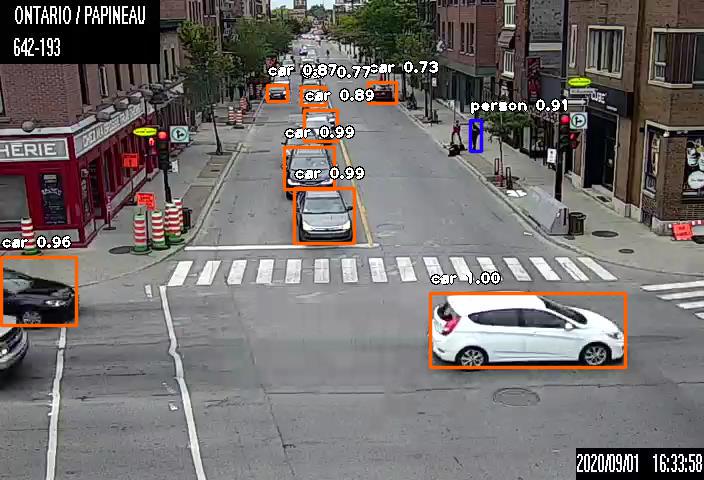 ONTARIO / PAPINEAU
642-193
car 0.87
0.77
car 0.73
car 0.89
person 0.91
car 0.99
car 0.99
HERIE
car 0.96
car 1.00
2020/09/01 16:33:58